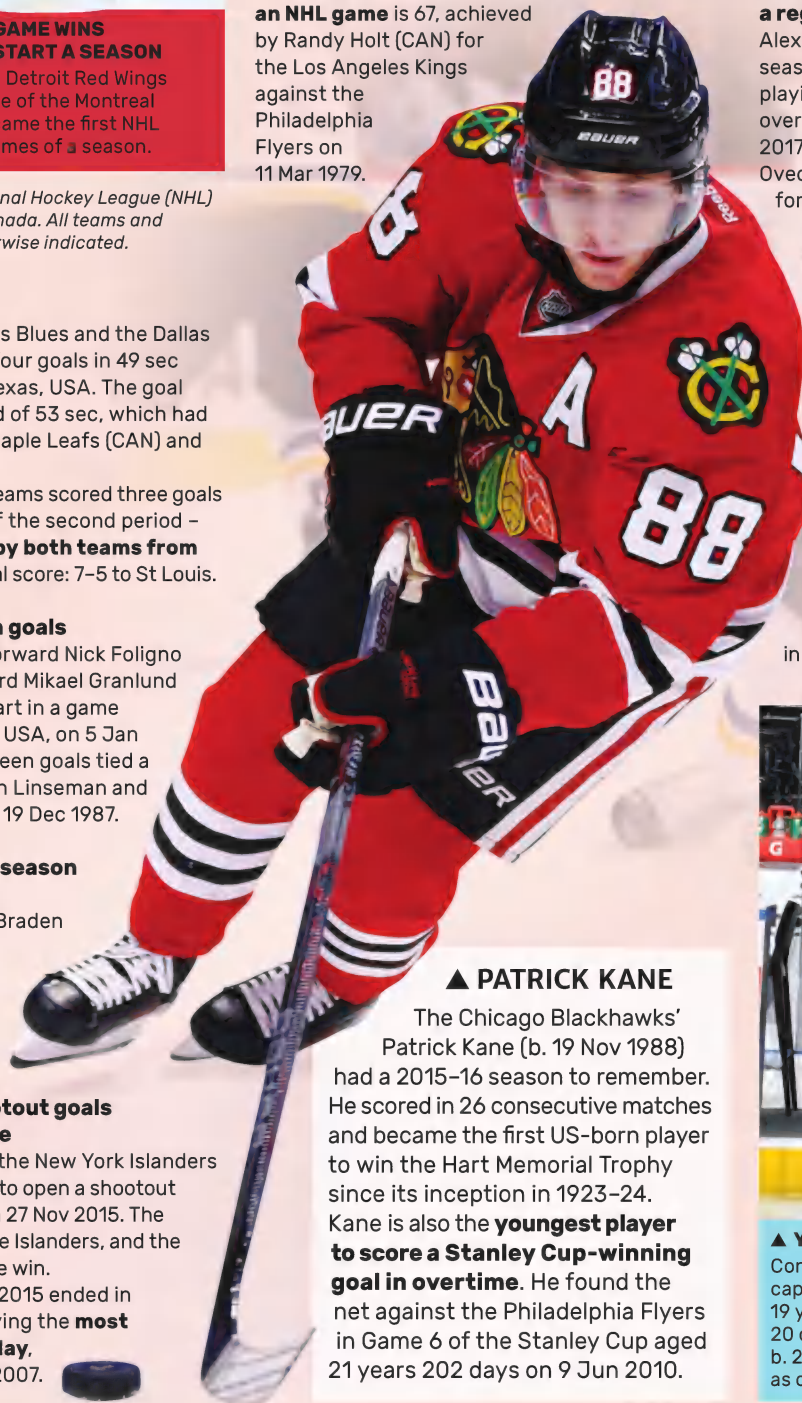 GAME WINS
START A SEASON
Detroit Red Wings
e of the Montreal
ame the first NHL
mes of a season.
nal Hockey League (NHL)
nada. All teams and
rwise indicated.
s Blues and the Dallas
our goals in 49 sec
exas, USA. The goal
d of 53 sec, which had
aple Leafs (CAN) and
eams scored three goals
f the second period –
by both teams from
al score: 7–5 to St Louis.
n goals
orward Nick Foligno
rd Mikael Granlund
art in a game
USA, on 5 Jan
een goals tied a
n Linseman and
19 Dec 1987.
season
Braden
tout goals
e
the New York Islanders
to open a shootout
27 Nov 2015. The
e Islanders, and the
e win.
2015 ended in
ving the most
lay,
2007.
an NHL game is 67, achieved
by Randy Holt (CAN) for
the Los Angeles Kings
against the
Philadelphia
Flyers on
11 Mar 1979.
88
BAUER
Reebok
88
NHL
A
88
BAUER
BAUER
▲ PATRICK KANE
The Chicago Blackhawks'
Patrick Kane (b. 19 Nov 1988)
had a 2015–16 season to remember.
He scored in 26 consecutive matches
and became the first US-born player
to win the Hart Memorial Trophy
since its inception in 1923–24.
Kane is also the youngest player
to score a Stanley Cup-winning
goal in overtime. He found the
net against the Philadelphia Flyers
in Game 6 of the Stanley Cup aged
21 years 202 days on 9 Jun 2010.
a reg
Alex
seas
playi
over
2017
Ovec
for
in
G
▲ Y
Con
cap
19 y
20 d
b. 2
as c